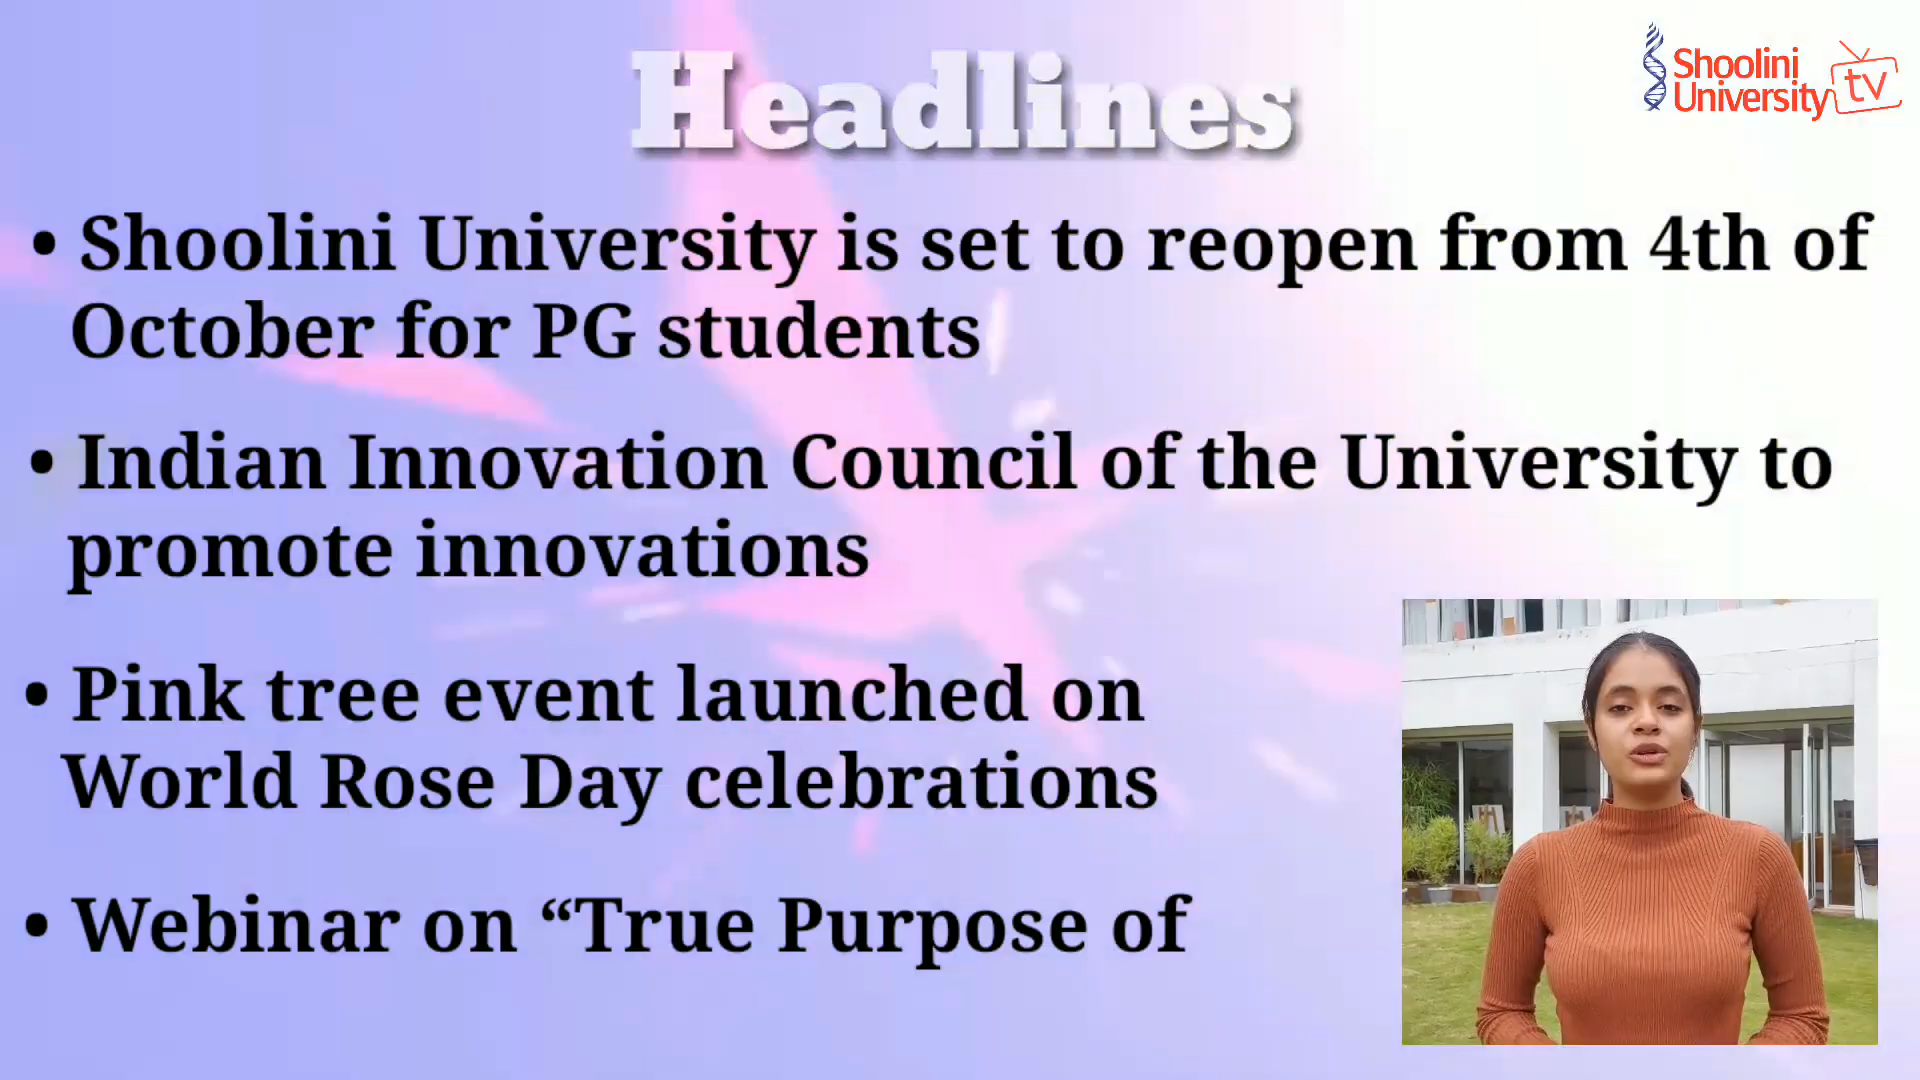 Headlines
Shoolini
University tv
• Shoolini University is set to reopen from 4th of
October for PG students
• Indian Innovation Council of the University to
promote innovations
• Pink tree event launched on
World Rose Day celebrations
• Webinar on “True Purpose of